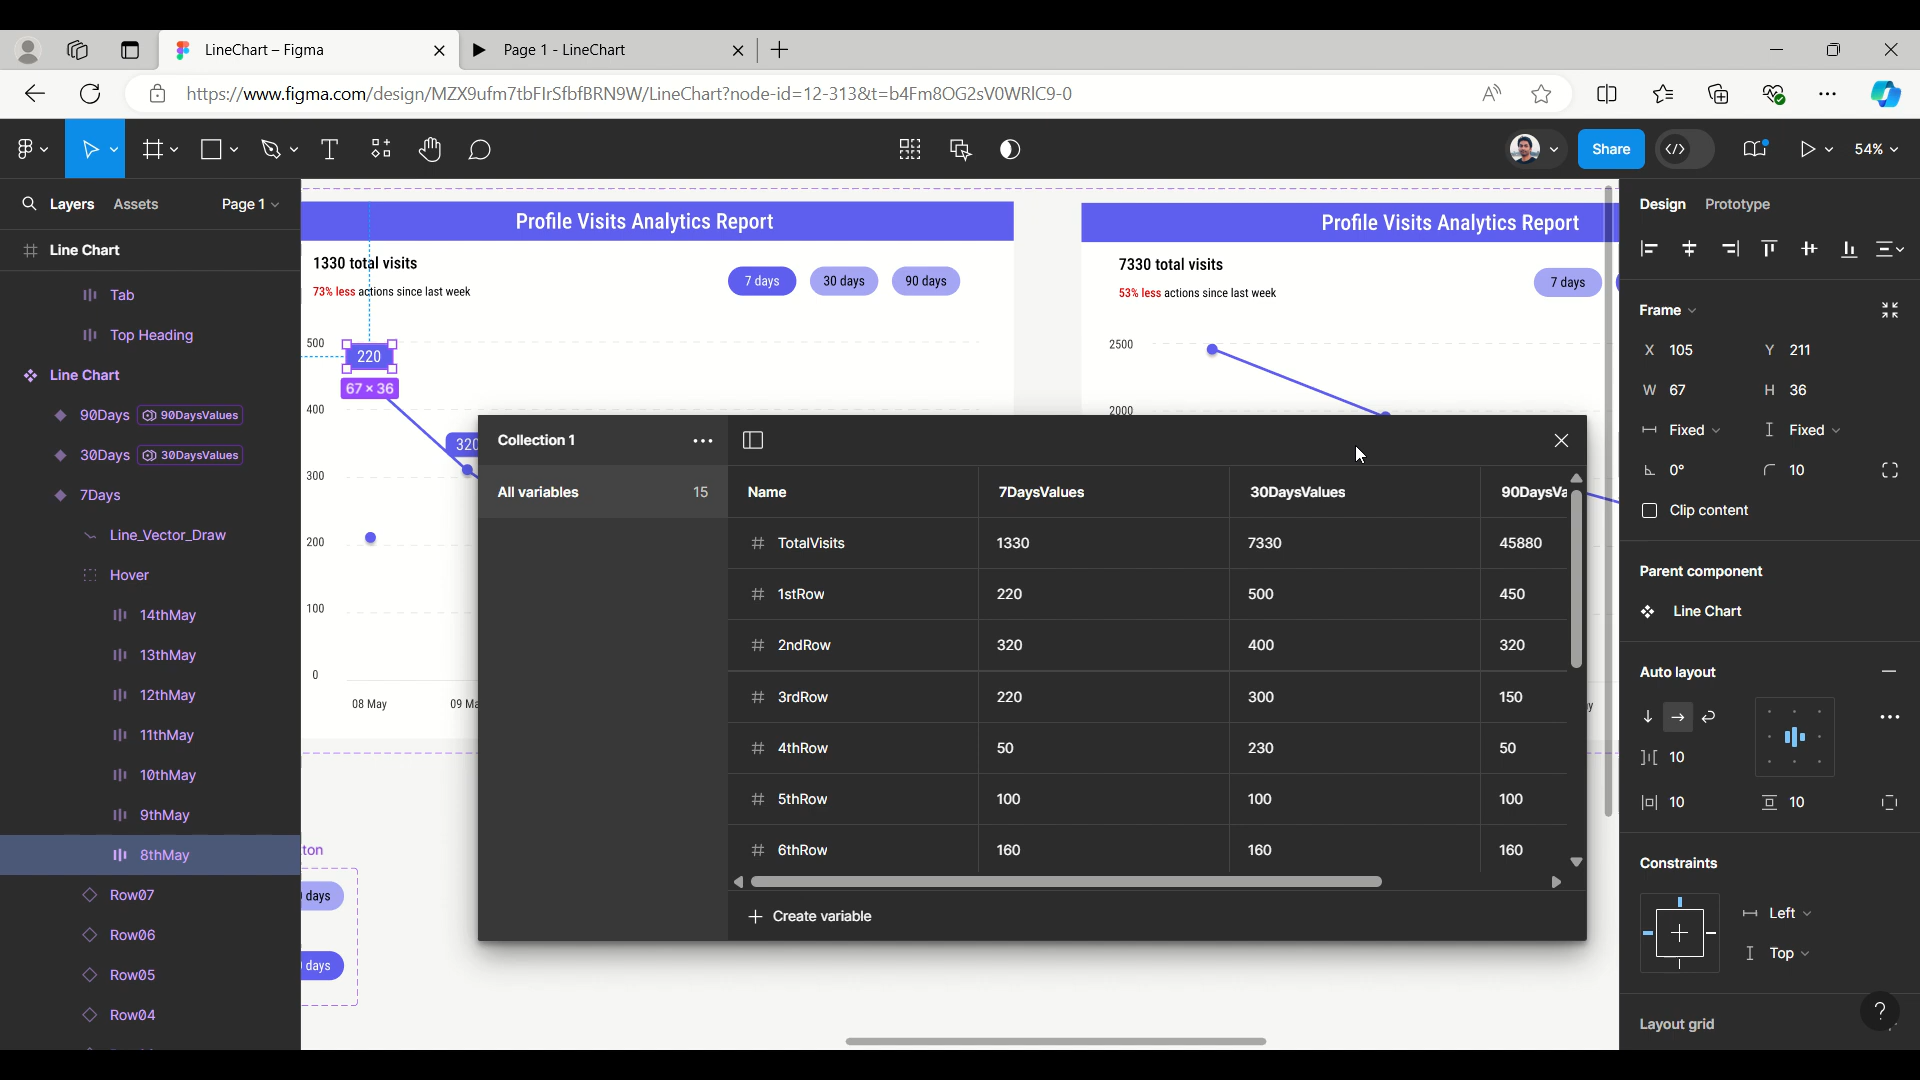 LineChart – Figma
Page 1 - LineChart
https://www.figma.com/design/MZX9ufm7tbFIrSfbfBRN9W/LineChart?node-id=12-313&t=b4Fm8OG2sV0WRlC9-0
Share
54%
Layers
Assets
Page 1
Line Chart
Tab
Top Heading
Line Chart
90Days
90DaysValues
30Days
30DaysValues
7Days
Line_Vector_Draw
Hover
14thMay
13thMay
12thMay
11thMay
10thMay
9thMay
8thMay
Row07
Row06
Row05
Row04
Profile Visits Analytics Report
1330 total visits
73% less actions since last week
7 days
30 days
90 days
500
400
300
200
100
0
220
67 × 36
320
08 May
09 Ma
ton
days
days
Profile Visits Analytics Report
7330 total visits
53% less actions since last week
7 days
2500
2000
y
Collection 1
All variables
15
Name
7DaysValues
30DaysValues
90DaysVa
TotalVisits
1330
7330
45880
1stRow
220
500
450
2ndRow
320
400
320
3rdRow
220
300
150
4thRow
50
230
50
5thRow
100
100
100
6thRow
160
160
160
Create variable
Design
Prototype
Frame
X 105
Y 211
W 67
H 36
Fixed
Fixed
0°
10
Clip content
Parent component
Line Chart
Auto layout
10
10
10
Constraints
Left
Top
Layout grid
?